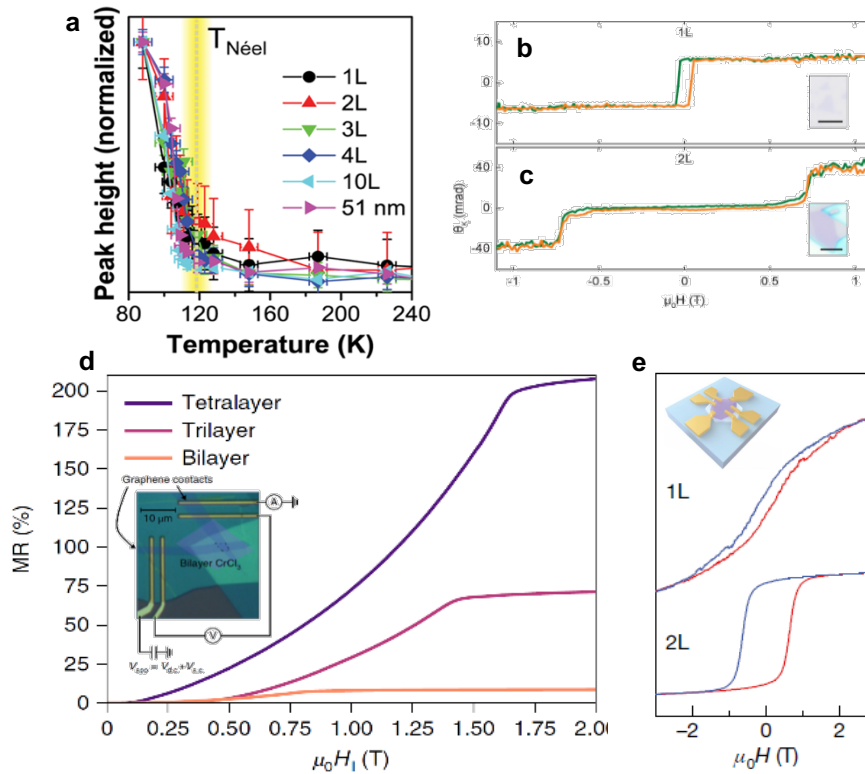 a
T Néel
1L
2L
3L
4L
10L
51 nm
Peak height (normalized)
80 120 160 200 240
Temperature (K)
b
1L
10
0
-10
c
2L
40
0
-40
θK (mrad)
-1 -0.5 0 0.5 1
μ0H (T)
d
200
175
150
125
100
75
50
25
0
MR (%)
Tetralayer
Trilayer
Bilayer
Graphene contacts
10 μm
A
Bilayer CrCl3
V
0 0.25 0.50 0.75 1.00 1.25 1.50 1.75 2.00
e
1L
2L
−2 0 2
μ0H (T)